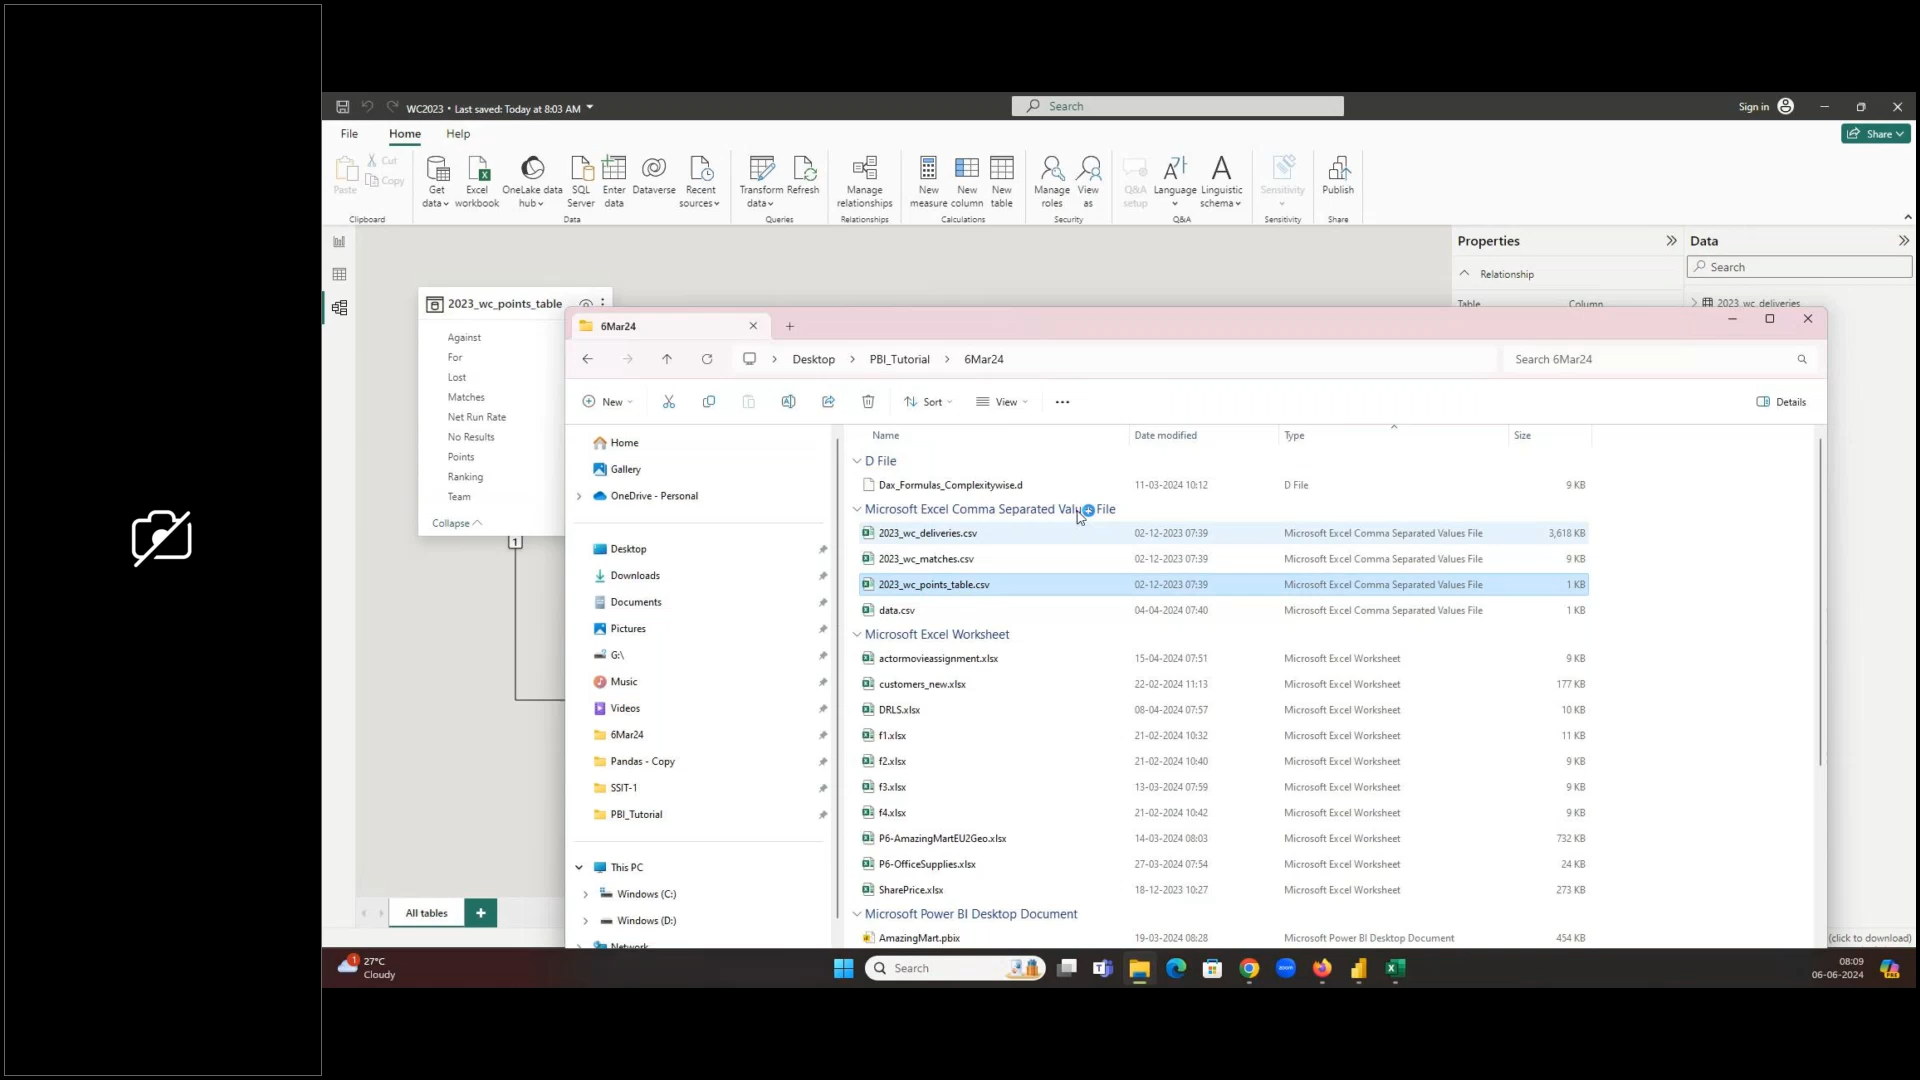 WC2023 • Last saved: Today at 8:03 AM
Search
Sign in
File
Home
Help
Share
Paste
Cut
Copy
Clipboard
Get data
Excel workbook
OneLake data hub
SQL Server
Enter data
Dataverse
Recent sources
Data
Transform data
Refresh
Queries
Manage relationships
Relationships
New measure
New column
New table
Calculations
Manage roles
View as
Security
Q&A setup
Language
Linguistic schema
Q&A
Sensitivity
Sensitivity
Publish
Share
Properties
Data
Relationship
Search
Table
Column
2023_wc_deliveries
2023_wc_points_table
Against
For
Lost
Matches
Net Run Rate
No Results
Points
Ranking
Team
Collapse
1
6Mar24
Desktop
PBI_Tutorial
6Mar24
Search 6Mar24
New
Sort
View
Details
Home
Gallery
OneDrive - Personal
Desktop
Downloads
Documents
Pictures
G:\
Music
Videos
6Mar24
Pandas - Copy
SSIT-1
PBI_Tutorial
This PC
Windows (C:)
Windows (D:)
Network
Name Date modified Type Size
D File
Dax_Formulas_Complexitywise.d 11-03-2024 10:12 D File 9 KB
Microsoft Excel Comma Separated Values File
2023_wc_deliveries.csv 02-12-2023 07:39 Microsoft Excel Comma Separated Values File 3,618 KB
2023_wc_matches.csv 02-12-2023 07:39 Microsoft Excel Comma Separated Values File 9 KB
2023_wc_points_table.csv 02-12-2023 07:39 Microsoft Excel Comma Separated Values File 1 KB
data.csv 04-04-2024 07:40 Microsoft Excel Comma Separated Values File 1 KB
Microsoft Excel Worksheet
actormovieassignment.xlsx 15-04-2024 07:51 Microsoft Excel Worksheet 9 KB
customers_new.xlsx 22-02-2024 11:13 Microsoft Excel Worksheet 177 KB
DRLS.xlsx 08-04-2024 07:57 Microsoft Excel Worksheet 10 KB
f1.xlsx 21-02-2024 10:32 Microsoft Excel Worksheet 11 KB
f2.xlsx 21-02-2024 10:40 Microsoft Excel Worksheet 9 KB
f3.xlsx 13-03-2024 07:59 Microsoft Excel Worksheet 9 KB
f4.xlsx 21-02-2024 10:42 Microsoft Excel Worksheet 9 KB
P6-AmazingMartEU2Geo.xlsx 14-03-2024 08:03 Microsoft Excel Worksheet 732 KB
P6-OfficeSupplies.xlsx 27-03-2024 07:54 Microsoft Excel Worksheet 24 KB
SharePrice.xlsx 18-12-2023 10:27 Microsoft Excel Worksheet 273 KB
Microsoft Power BI Desktop Document
AmazingMart.pbix 19-03-2024 08:28 Microsoft Power BI Desktop Document 454 KB
All tables
(click to download)
1
27°C
Cloudy
Search
08:09
06-06-2024